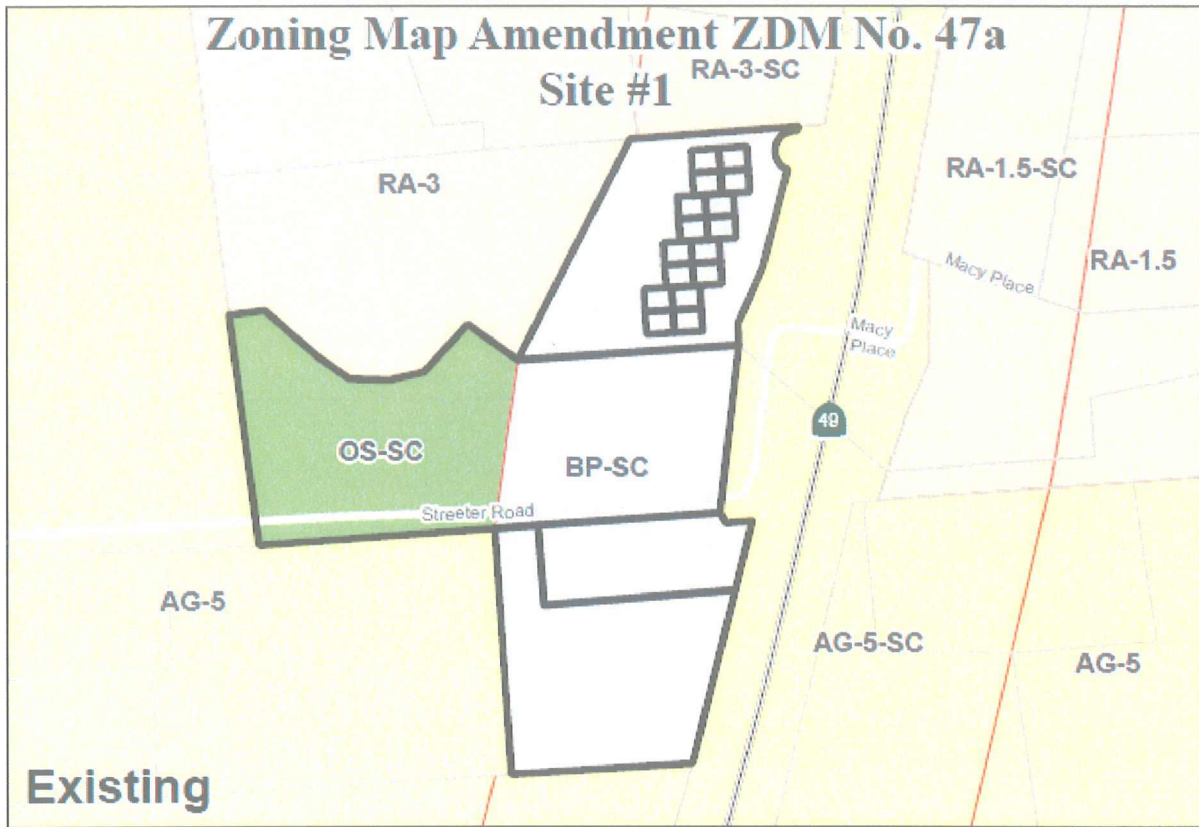 Zoning Map Amendment ZDM No. 47a
Site #1
RA-3-SC
RA-3
RA-1.5-SC
RA-1.5
Macy Place
Macy
Place
49
OS-SC
BP-SC
Streeter Road
AG-5
AG-5-SC
AG-5
Existing